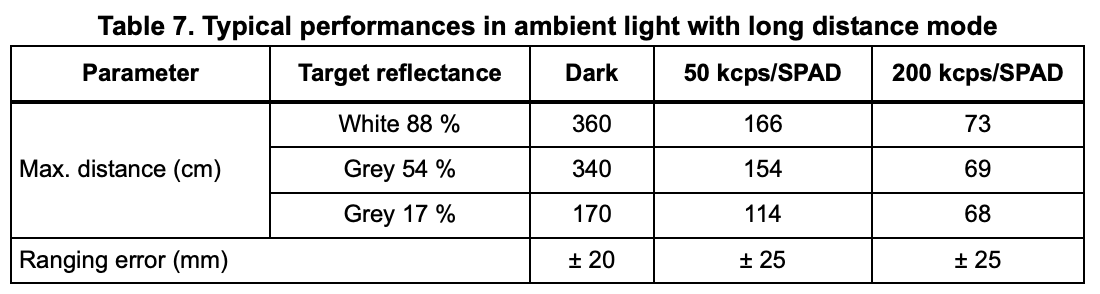 Table 7. Typical performances in ambient light with long distance mode
Parameter Target reflectance Dark 50 kcps/SPAD 200 kcps/SPAD
White 88 % 360 166 73
Max. distance (cm) Grey 54 % 340 154 69
Grey 17 % 170 114 68
Ranging error (mm) ± 20 ± 25 ± 25